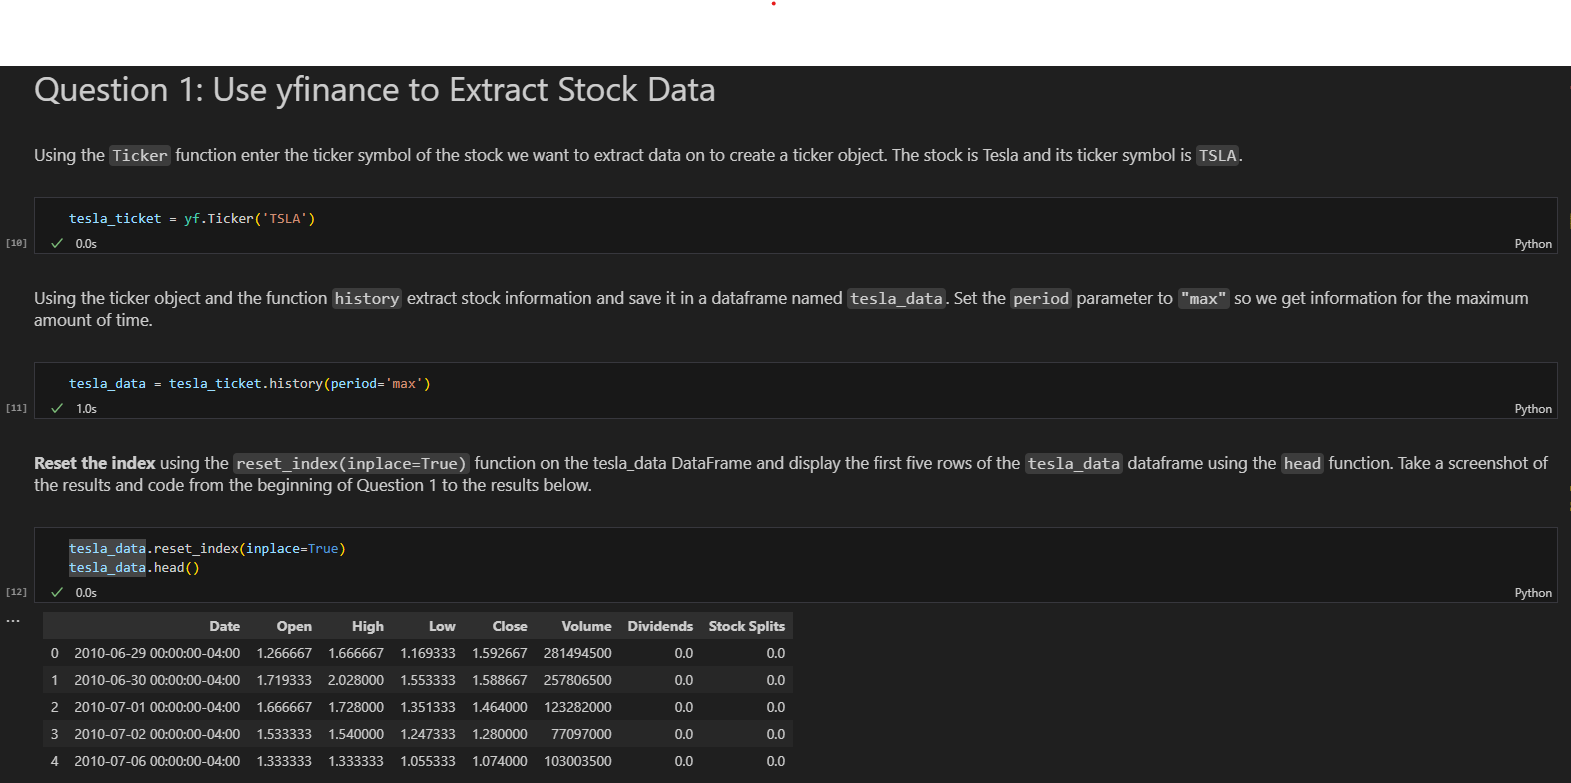 Question 1: Use yfinance to Extract Stock Data
Using the Ticker function enter the ticker symbol of the stock we want to extract data on to create a ticker object. The stock is Tesla and its ticker symbol is TSLA.
tesla_ticket = yf.Ticker('TSLA')
[10] ✓ 0.0s Python
Using the ticker object and the function history extract stock information and save it in a dataframe named tesla_data. Set the period parameter to "max" so we get information for the maximum
amount of time.
tesla_data = tesla_ticket.history(period='max')
[11] ✓ 1.0s Python
Reset the index using the reset_index(inplace=True) function on the tesla_data DataFrame and display the first five rows of the tesla_data dataframe using the head function. Take a screenshot of
the results and code from the beginning of Question 1 to the results below.
tesla_data.reset_index(inplace=True)
tesla_data.head()
[12] ✓ 0.0s Python
...
Date Open High Low Close Volume Dividends Stock Splits
0 2010-06-29 00:00:00-04:00 1.266667 1.666667 1.169333 1.592667 281494500 0.0 0.0
1 2010-06-30 00:00:00-04:00 1.719333 2.028000 1.553333 1.588667 257806500 0.0 0.0
2 2010-07-01 00:00:00-04:00 1.666667 1.728000 1.351333 1.464000 123282000 0.0 0.0
3 2010-07-02 00:00:00-04:00 1.533333 1.540000 1.247333 1.280000 77097000 0.0 0.0
4 2010-07-06 00:00:00-04:00 1.333333 1.333333 1.055333 1.074000 103003500 0.0 0.0